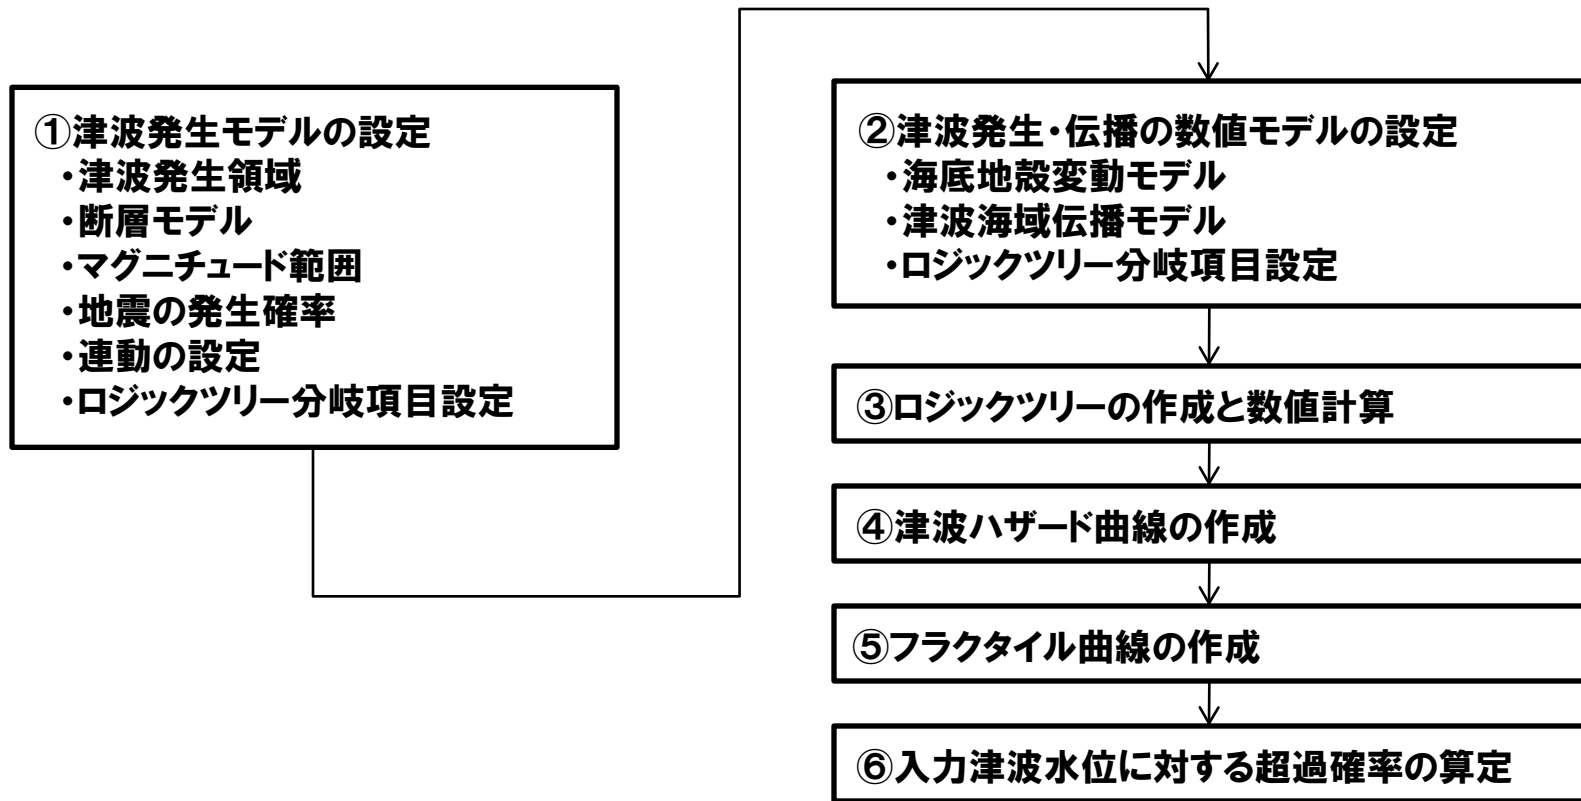 ①津波発生モデルの設定
・津波発生領域
・断層モデル
・マグニチュード範囲
・地震の発生確率
・連動の設定
・ロジックツリー分岐項目設定
②津波発生・伝播の数値モデルの設定
・海底地殻変動モデル
・津波海域伝播モデル
・ロジックツリー分岐項目設定
③ロジックツリーの作成と数値計算
④津波ハザード曲線の作成
⑤フラクタイル曲線の作成
⑥入力津波水位に対する超過確率の算定